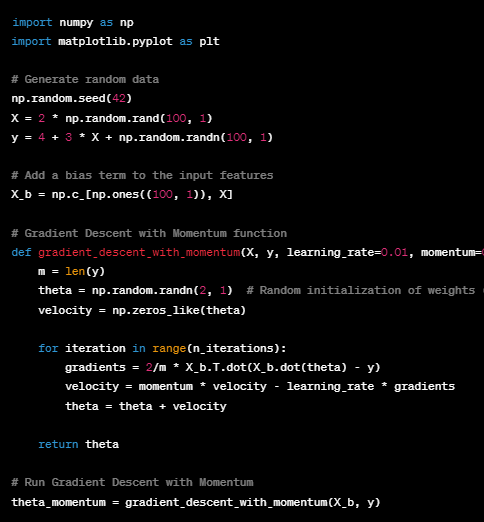 import numpy as np
import matplotlib.pyplot as plt
# Generate random data
np.random.seed(42)
X = 2 * np.random.rand(100, 1)
y = 4 + 3 * X + np.random.randn(100, 1)
# Add a bias term to the input features
X_b = np.c_[np.ones((100, 1)), X]
# Gradient Descent with Momentum function
def gradient_descent_with_momentum(X, y, learning_rate=0.01, momentum=
    m = len(y)
    theta = np.random.randn(2, 1)  # Random initialization of weights (
    velocity = np.zeros_like(theta)
    for iteration in range(n_iterations):
        gradients = 2/m * X_b.T.dot(X_b.dot(theta) - y)
        velocity = momentum * velocity - learning_rate * gradients
        theta = theta + velocity
    return theta
# Run Gradient Descent with Momentum
theta_momentum = gradient_descent_with_momentum(X_b, y)